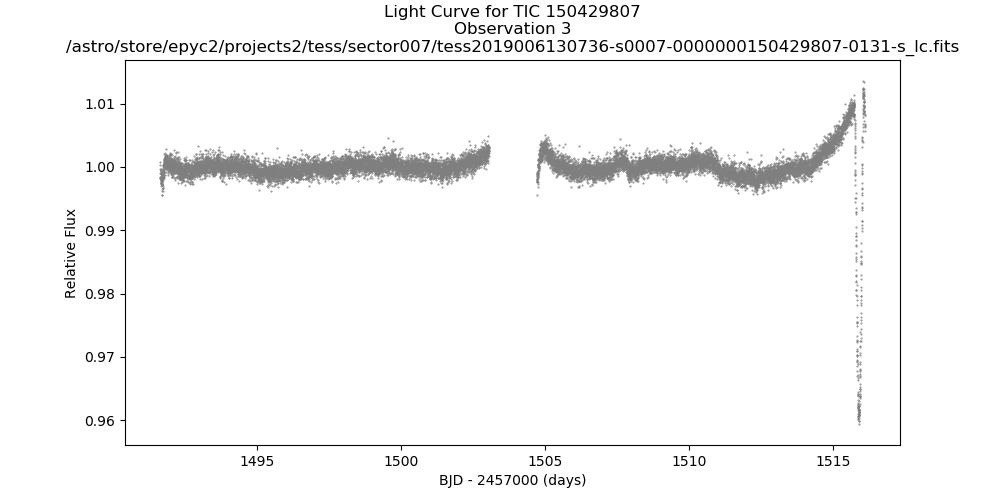 Light Curve for TIC 150429807
Observation 3
/astro/store/epyc2/projects2/tess/sector007/tess2019006130736-s0007-0000000150429807-0131-s_lc.fits
1.01
1.00
0.99
0.98
0.97
0.96
Relative Flux
1495
1500
1505
1510
1515
BJD - 2457000 (days)